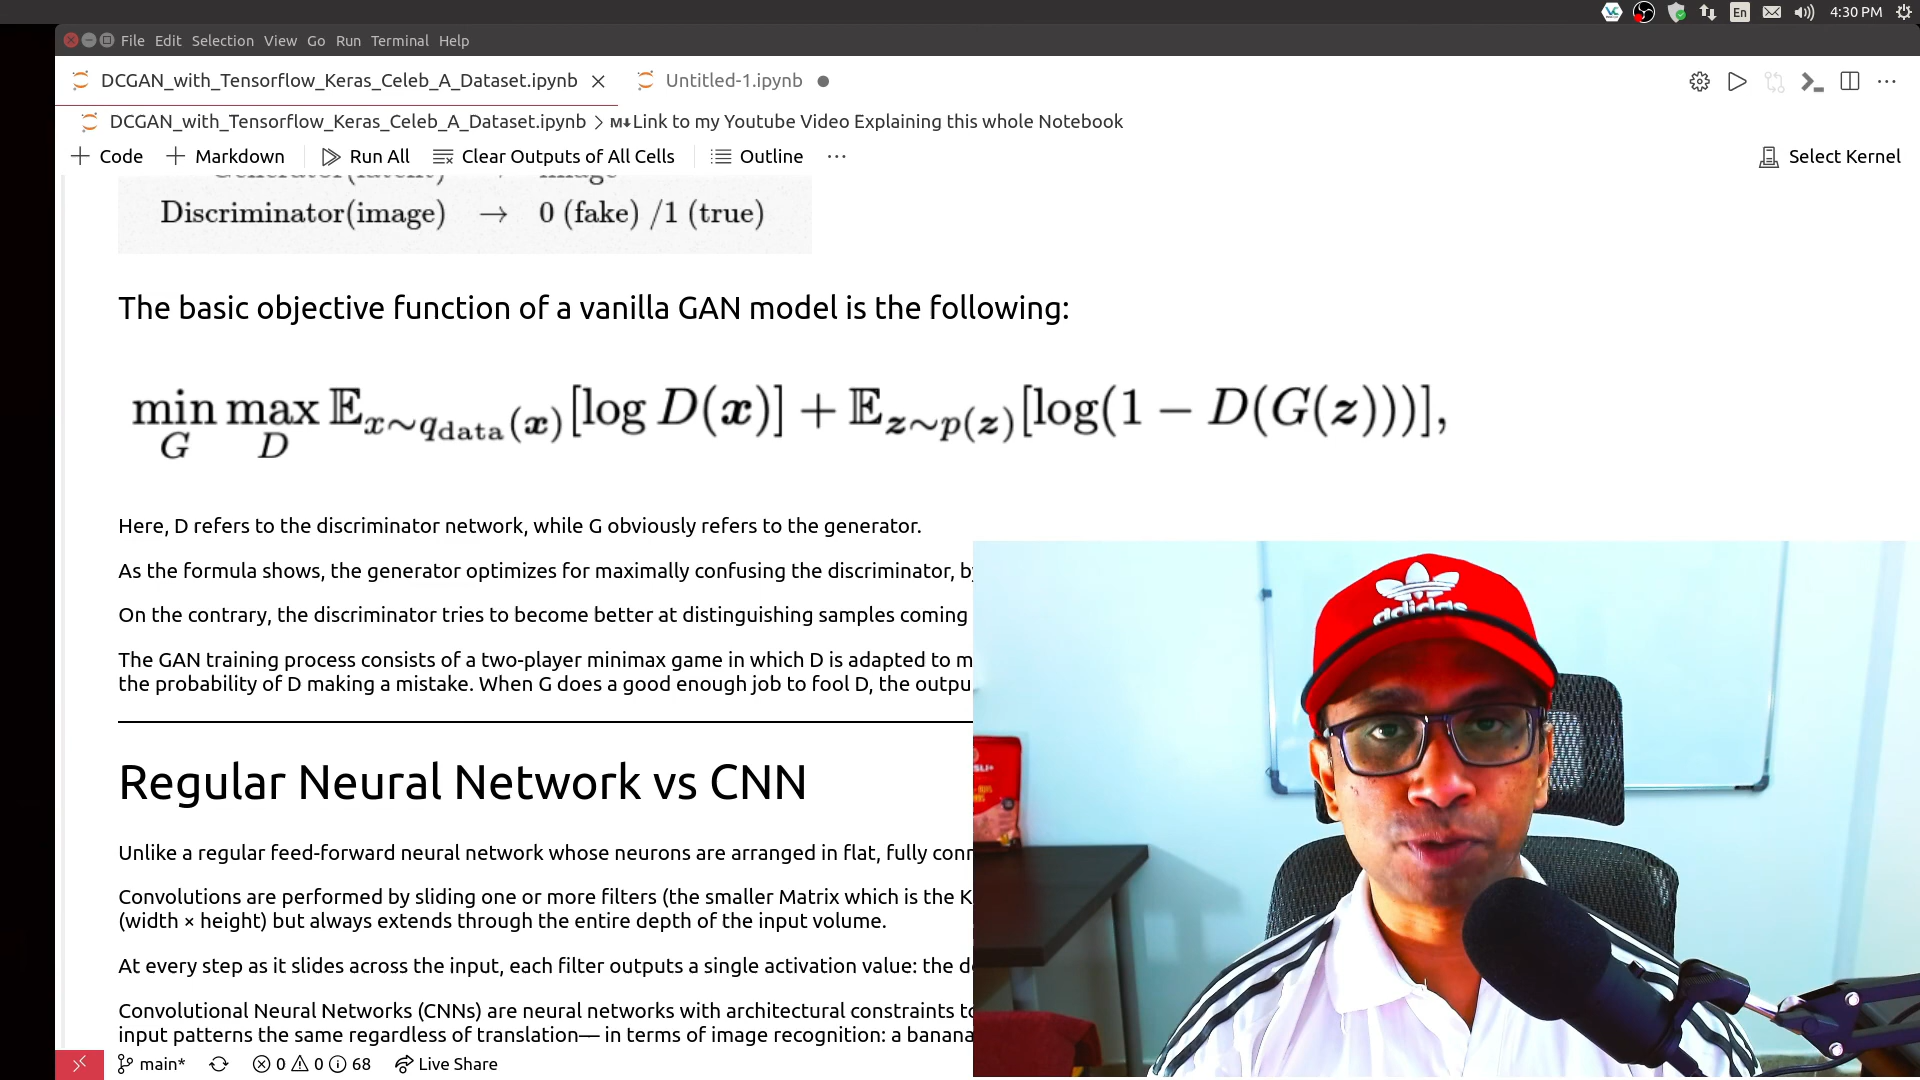 4:30 PM
En
File Edit Selection View Go Run Terminal Help
DCGAN_with_Tensorflow_Keras_Celeb_A_Dataset.ipynb Untitled-1.ipynb
DCGAN_with_Tensorflow_Keras_Celeb_A_Dataset.ipynb > M↓Link to my Youtube Video Explaining this whole Notebook
+ Code + Markdown Run All Clear Outputs of All Cells Outline ... Select Kernel
Generator(latent) → image
Discriminator(image) → 0 (fake) /1 (true)
The basic objective function of a vanilla GAN model is the following:
min_G max_D 𝔼_{x∼q_data(x)}[log D(x)] + 𝔼_{z∼p(z)}[log(1 − D(G(z)))],
Here, D refers to the discriminator network, while G obviously refers to the generator.
As the formula shows, the generator optimizes for maximally confusing the discriminator, by
On the contrary, the discriminator tries to become better at distinguishing samples coming
The GAN training process consists of a two-player minimax game in which D is adapted to m
the probability of D making a mistake. When G does a good enough job to fool D, the outpu
Regular Neural Network vs CNN
Unlike a regular feed-forward neural network whose neurons are arranged in flat, fully conn
Convolutions are performed by sliding one or more filters (the smaller Matrix which is the K
(width × height) but always extends through the entire depth of the input volume.
At every step as it slides across the input, each filter outputs a single activation value: the d
Convolutional Neural Networks (CNNs) are neural networks with architectural constraints to
input patterns the same regardless of translation— in terms of image recognition: a banana
adidas
main* 0 0 68 Live Share